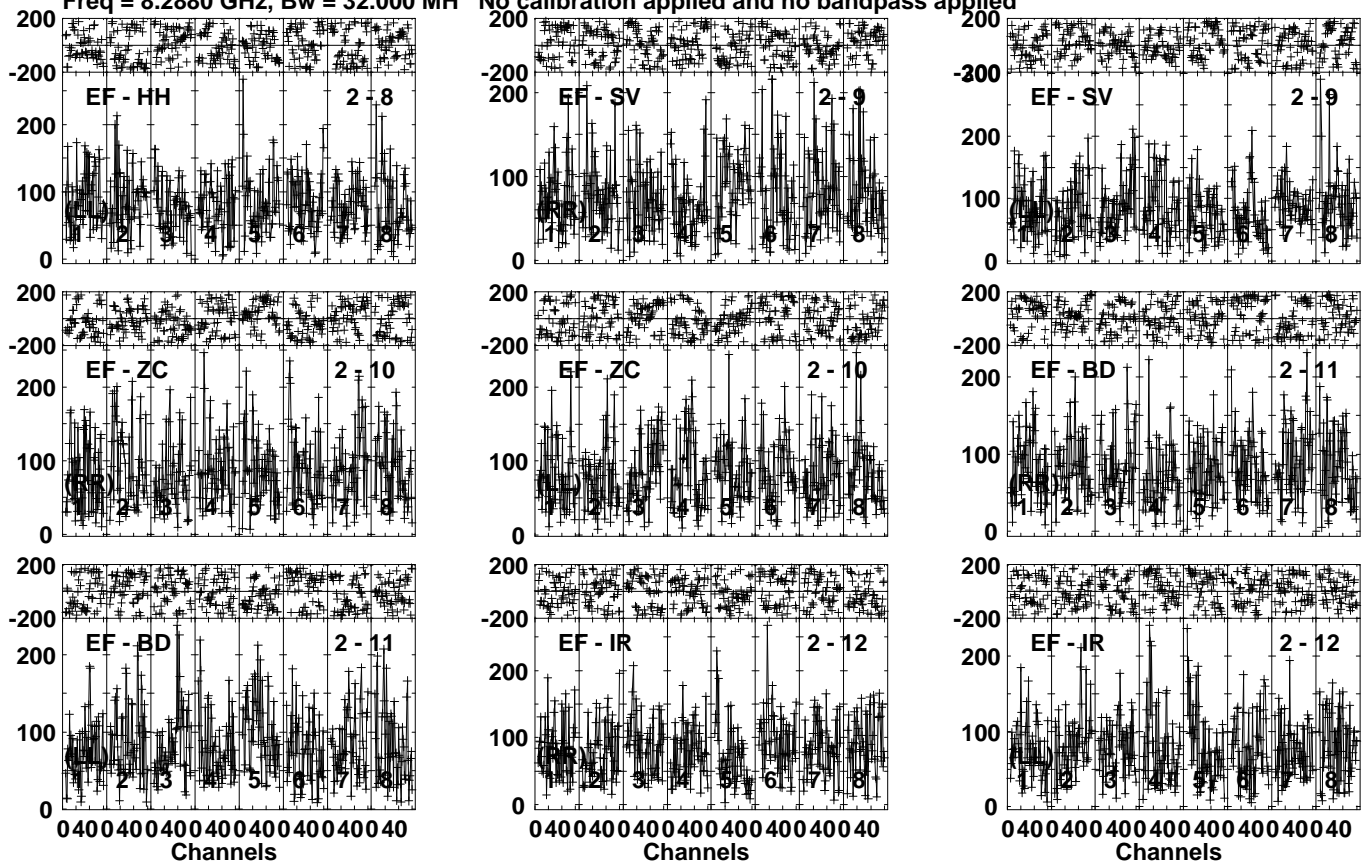 Freq = 8.2880 GHz, Bw = 32.000 MH No calibration applied and no bandpass applied
200 200 200
-200 -200 -200
EF - HH 2 - 8 EF - SV 2 - 9 EF - SV 2 - 9
300
200 200 200
100 100 100
(LL) (RR) (LL)
1 2 3 4 5 6 7 8 1 2 3 4 5 6 7 8 1 2 3 4 5 6 7 8
0 0 0
200 200 200
-200 -200 -200
EF - ZC 2 - 10 EF - ZC 2 - 10 EF - BD 2 - 11
200 200 200
100 100 100
(RR) (LL) (RR)
1 2 3 4 5 6 7 8 1 2 3 4 5 6 7 8 1 2 3 4 5 6 7 8
0 0 0
200 200 200
-200 -200 -200
EF - BD 2 - 11 EF - IR 2 - 12 EF - IR 2 - 12
200 200 200
100 100 100
(LL) (RR) (LL)
1 2 3 4 5 6 7 8 1 2 3 4 5 6 7 8 1 2 3 4 5 6 7 8
0 0 0
0 40 0 40 0 40 0 40 0 40 0 40 0 40 0 40 0 40 0 40 0 40 0 40 0 40 0 40 0 40 0 40 0 40 0 40 0 40 0 40 0 40 0 40 0 40 0 40
Channels Channels Channels